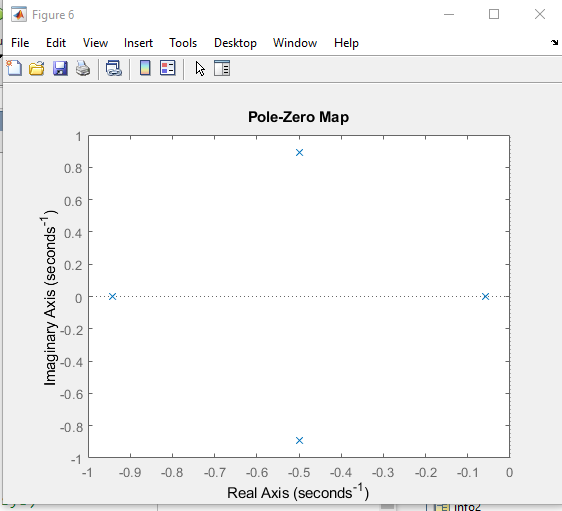 Figure 6
File Edit View Insert Tools Desktop Window Help
Pole-Zero Map
1
0.8
0.6
0.4
0.2
0
-0.2
-0.4
-0.6
-0.8
-1
Imaginary Axis (seconds⁻¹)
-1 -0.9 -0.8 -0.7 -0.6 -0.5 -0.4 -0.3 -0.2 -0.1 0
Real Axis (seconds⁻¹)
info2